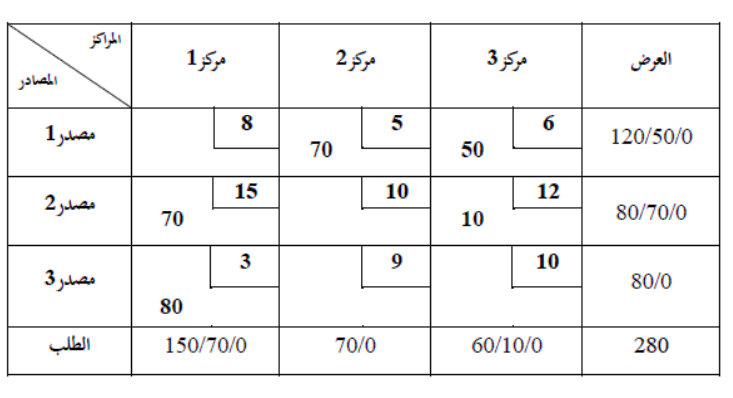 المراكز
المصادر
مركز1 مركز2 مركز3 العرض
مصدر1 8 5 6 120/50/0
70 50
مصدر2 15 10 12 80/70/0
70 10
مصدر3 3 9 10 80/0
80
الطلب 150/70/0 70/0 60/10/0 280